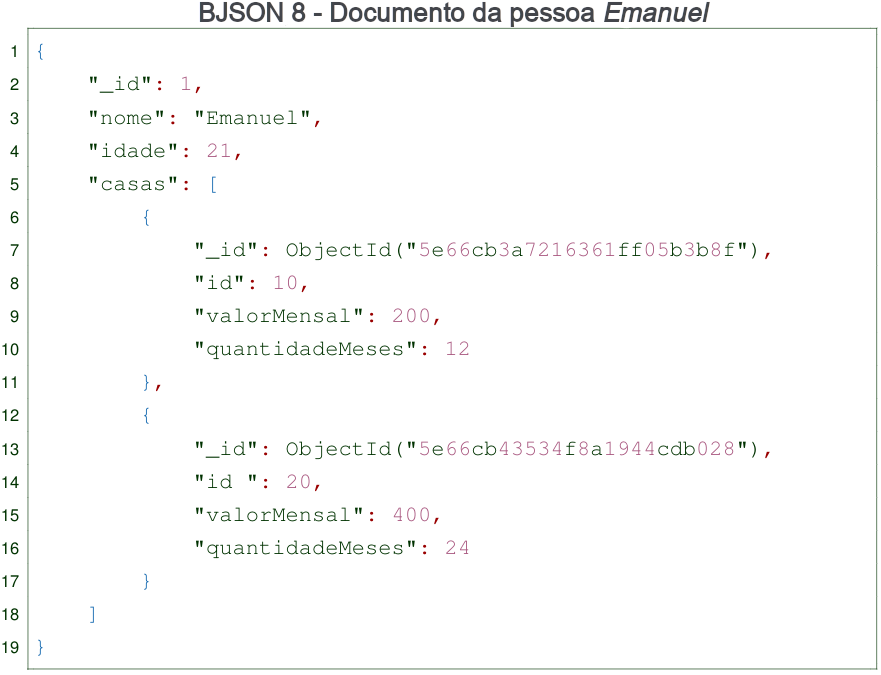 BJSON 8 - Documento da pessoa Emanuel
1 {
2 "_id": 1,
3 "nome": "Emanuel",
4 "idade": 21,
5 "casas": [
6 {
7 "_id": ObjectId("5e66cb3a7216361ff05b3b8f"),
8 "id": 10,
9 "valorMensal": 200,
10 "quantidadeMeses": 12
11 },
12 {
13 "_id": ObjectId("5e66cb43534f8a1944cdb028"),
14 "id ": 20,
15 "valorMensal": 400,
16 "quantidadeMeses": 24
17 }
18 ]
19 }